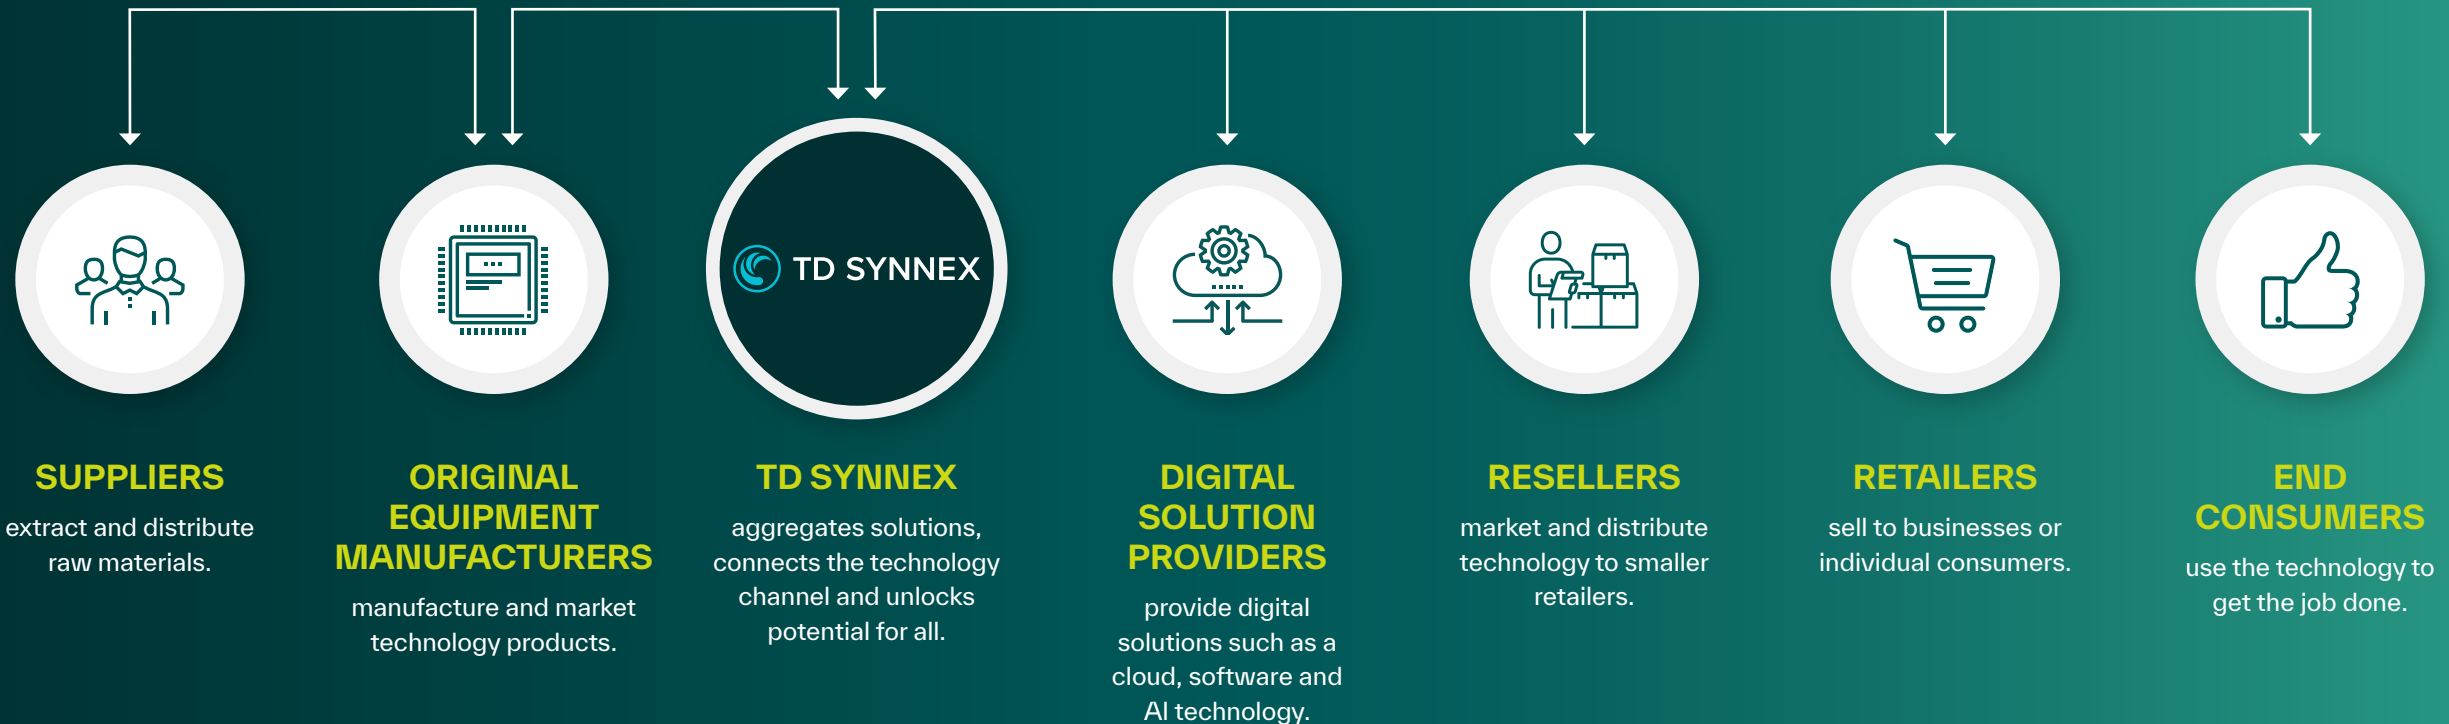 TD SYNNEX
SUPPLIERS
extract and distribute
raw materials.
ORIGINAL
EQUIPMENT
MANUFACTURERS
manufacture and market
technology products.
TD SYNNEX
aggregates solutions,
connects the technology
channel and unlocks
potential for all.
DIGITAL
SOLUTION
PROVIDERS
provide digital
solutions such as a
cloud, software and
AI technology.
RESELLERS
market and distribute
technology to smaller
retailers.
RETAILERS
sell to businesses or
individual consumers.
END
CONSUMERS
use the technology to
get the job done.